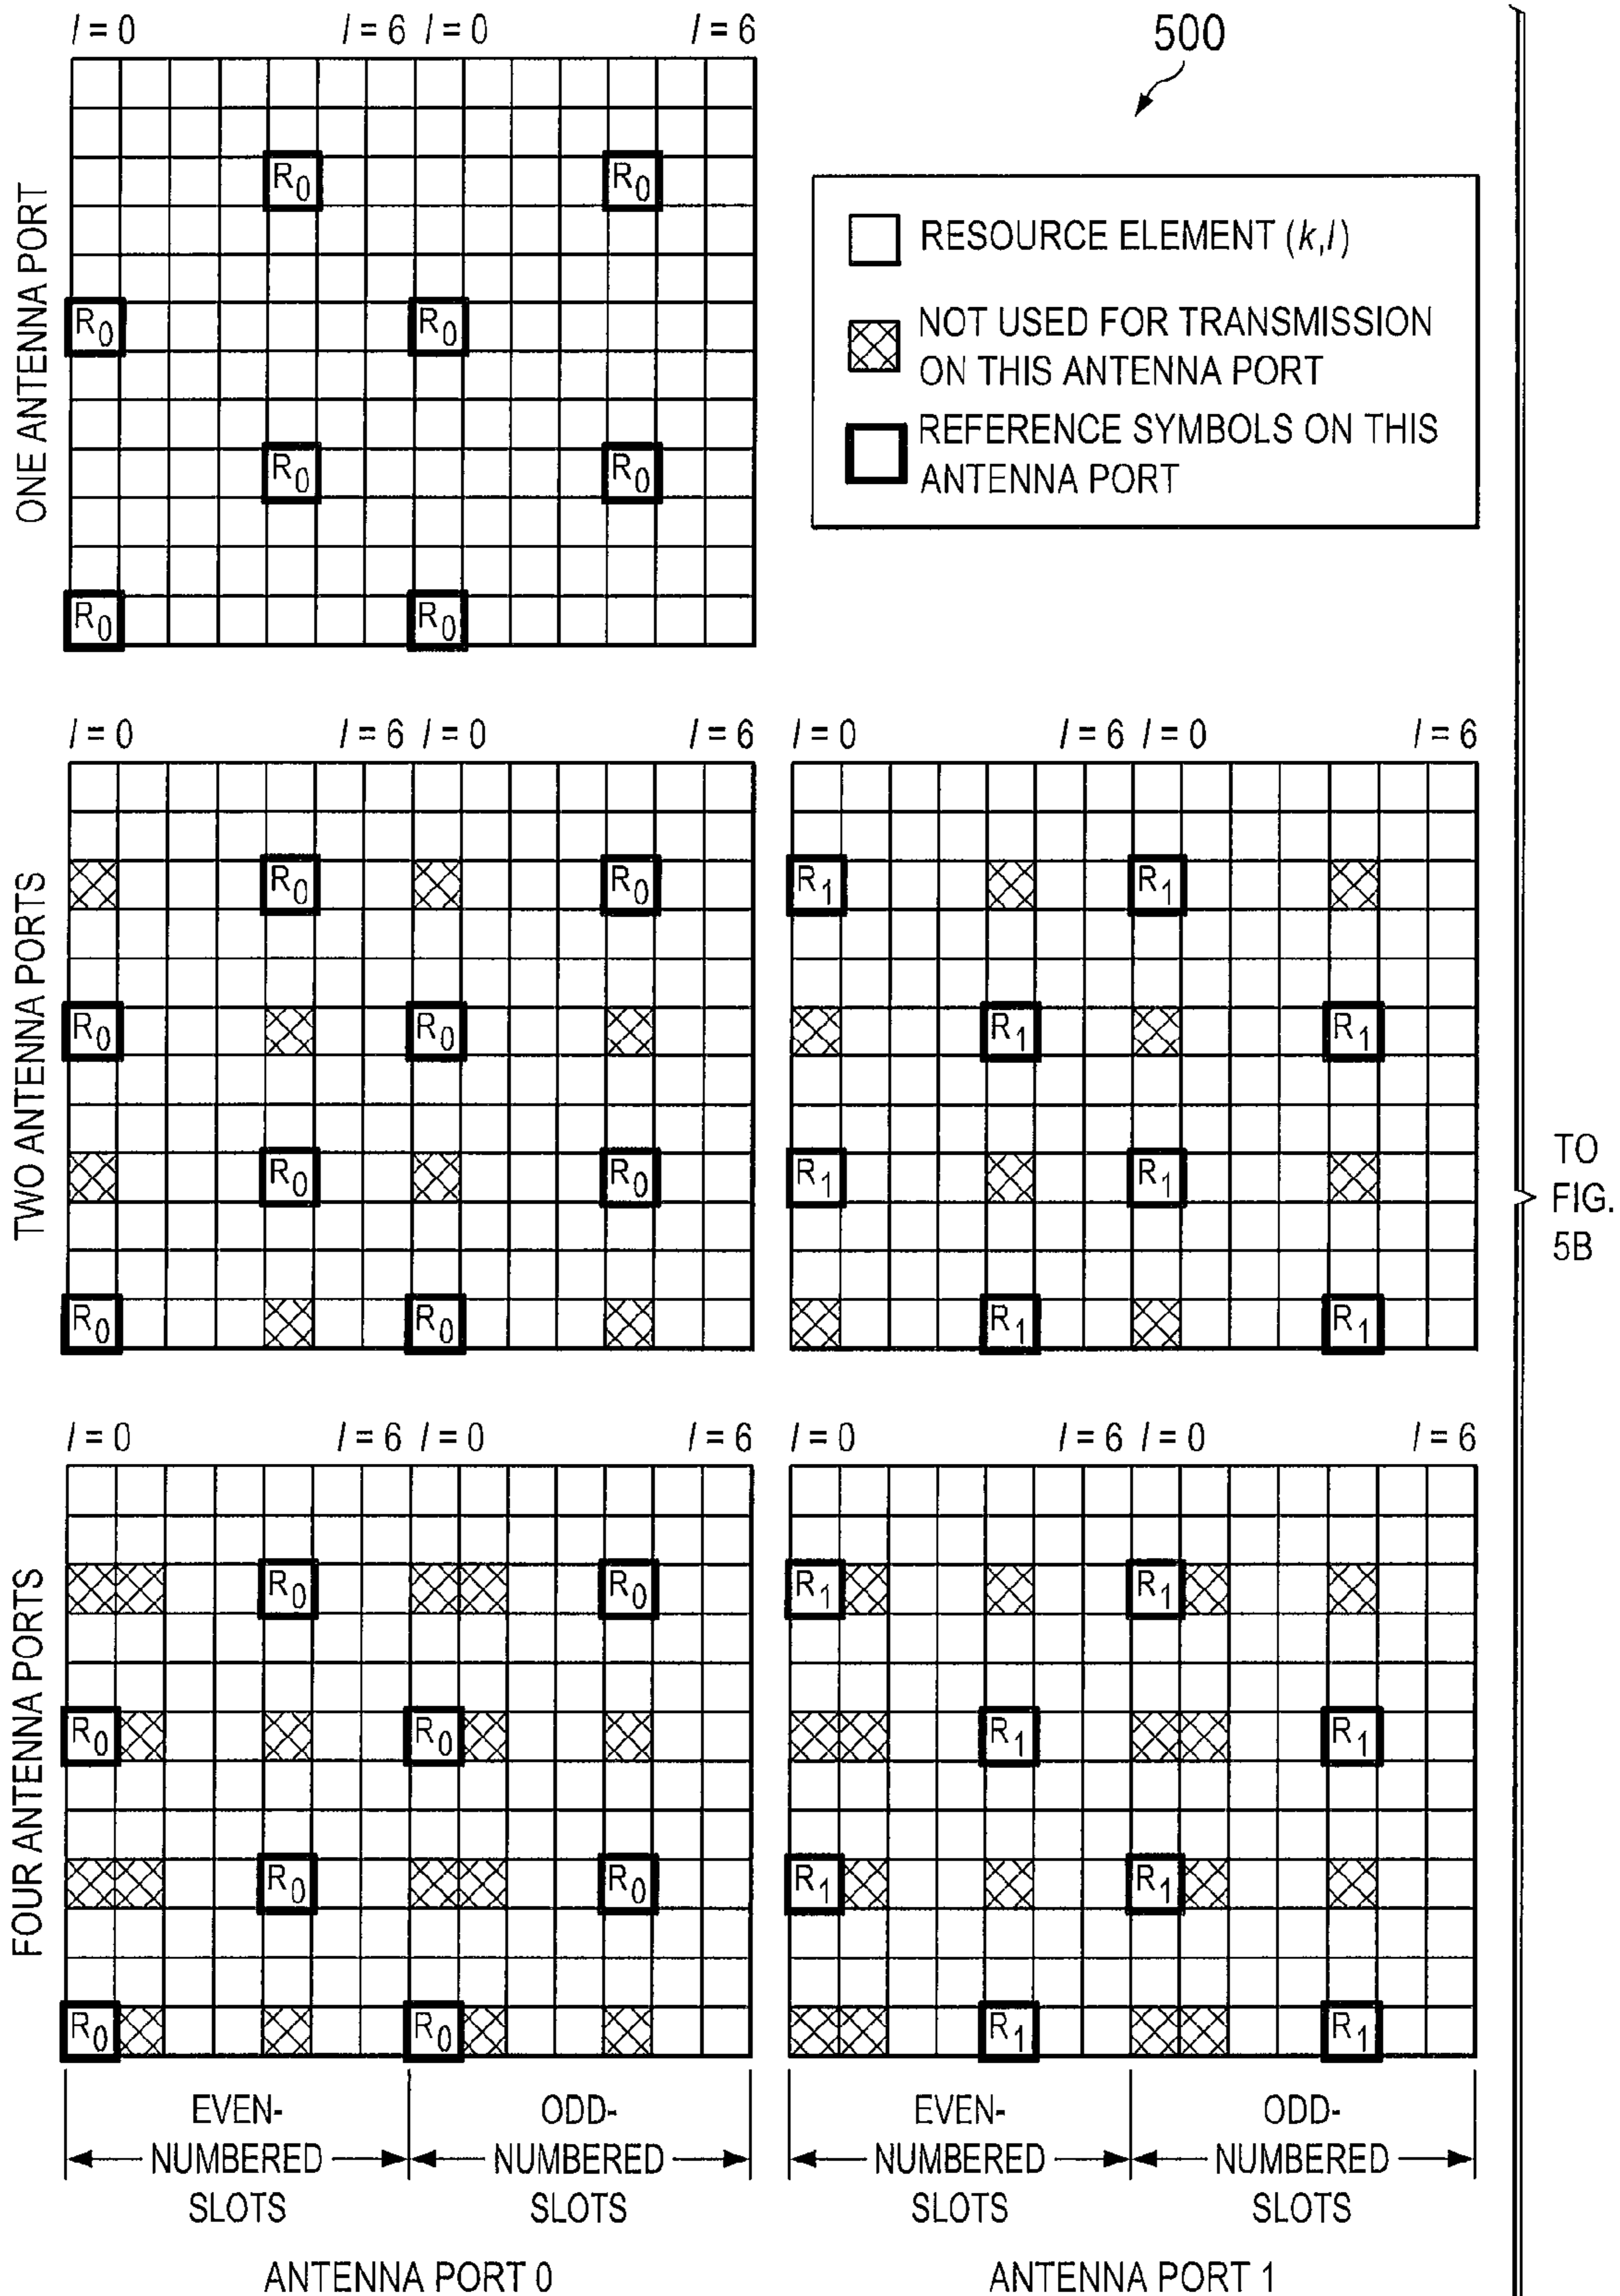 l = 0 l = 6 l = 0 l = 6
500
ONE ANTENNA PORT
R0 R0
R0 R0
R0 R0
R0 R0
RESOURCE ELEMENT (k,l)
NOT USED FOR TRANSMISSION
ON THIS ANTENNA PORT
REFERENCE SYMBOLS ON THIS
ANTENNA PORT
l = 0 l = 6 l = 0 l = 6 l = 0 l = 6 l = 0 l = 6
TWO ANTENNA PORTS
R0 R0 R1 R1
R0 R0 R1 R1
R0 R0 R1 R1
R0 R0 R1 R1
TO
FIG.
5B
l = 0 l = 6 l = 0 l = 6 l = 0 l = 6 l = 0 l = 6
FOUR ANTENNA PORTS
R0 R0 R1 R1
R0 R0 R1 R1
R0 R0 R1 R1
R0 R0 R1 R1
EVEN-
NUMBERED
SLOTS
ODD-
NUMBERED
SLOTS
EVEN-
NUMBERED
SLOTS
ODD-
NUMBERED
SLOTS
ANTENNA PORT 0
ANTENNA PORT 1